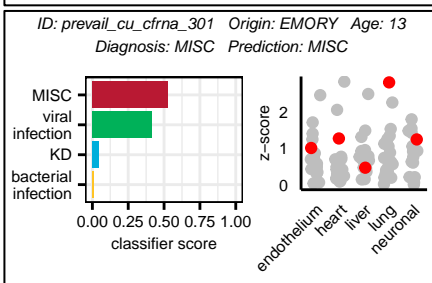 ID: prevail_cu_cfrna_301 Origin: EMORY Age: 13
Diagnosis: MISC Prediction: MISC
MISC
viral
infection
KD
bacterial
infection
0.00 0.25 0.50 0.75 1.00
classifier score
z-score
2
1
0
endothelium
heart
liver
lung
neuronal